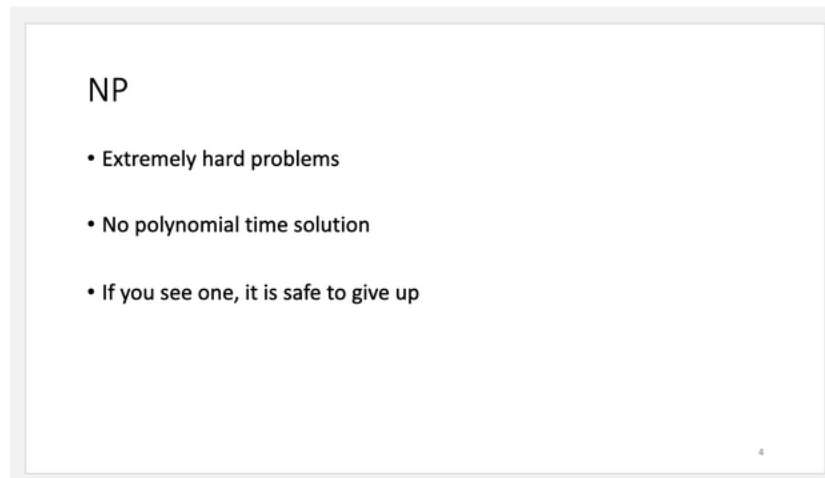 NP
• Extremely hard problems
• No polynomial time solution
• If you see one, it is safe to give up
4